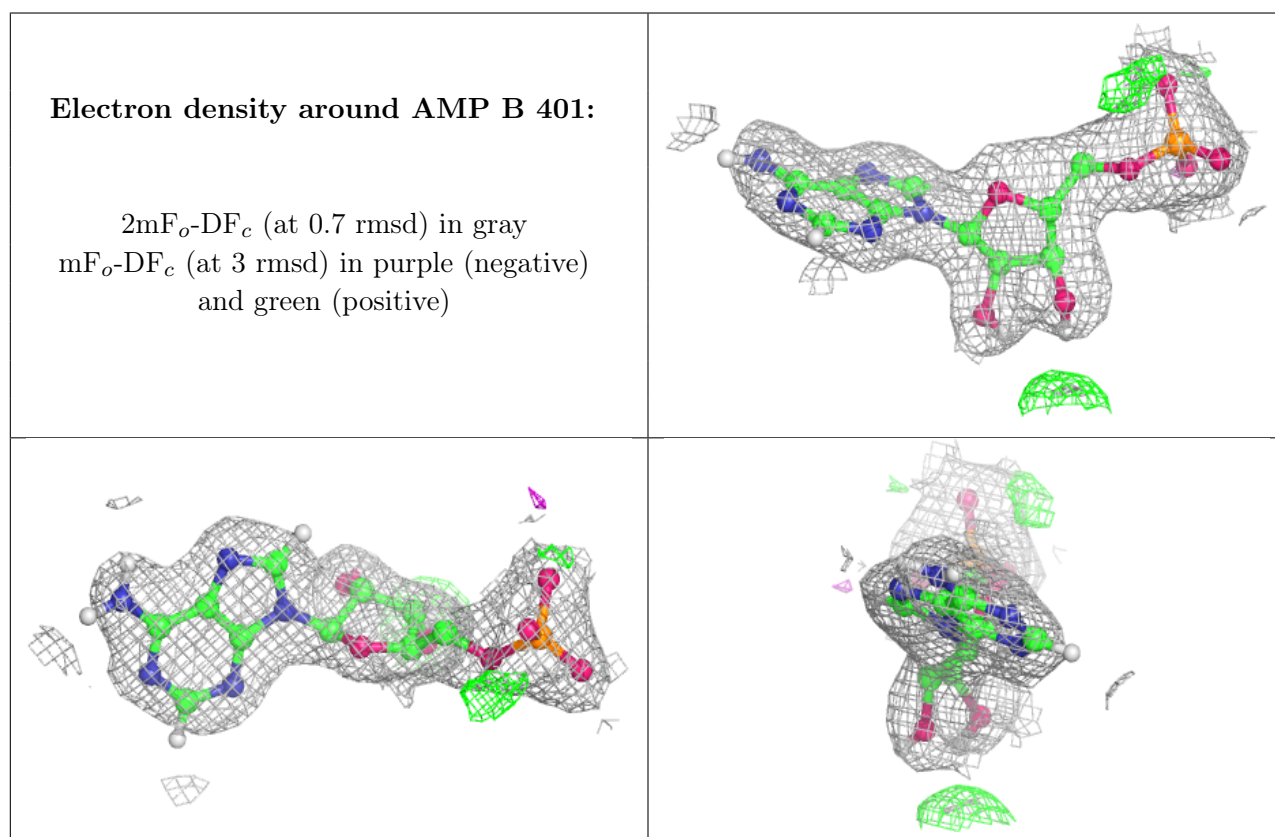 Electron density around AMP B 401:
2mFₒ-DF𝒸 (at 0.7 rmsd) in gray
mFₒ-DF𝒸 (at 3 rmsd) in purple (negative)
and green (positive)